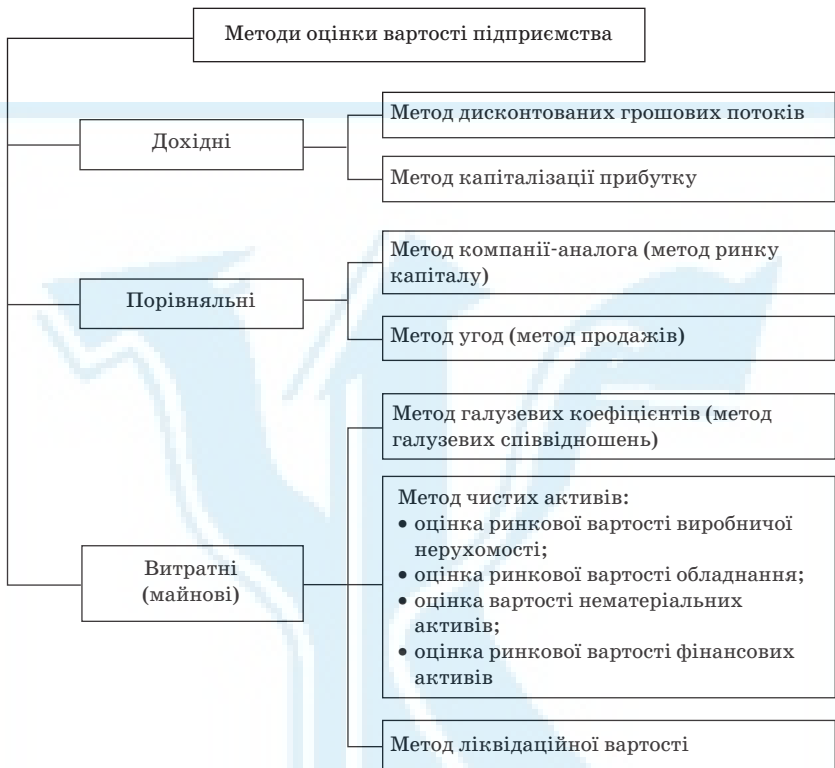 Методи оцінки вартості підприємства
Дохідні
Метод дисконтованих грошових потоків
Метод капіталізації прибутку
Порівняльні
Метод компанії-аналога (метод ринку
капіталу)
Метод угод (метод продажів)
Витратні
(майнові)
Метод галузевих коефіцієнтів (метод
галузевих співвідношень)
Метод чистих активів:
• оцінка ринкової вартості виробничої
нерухомості;
• оцінка ринкової вартості обладнання;
• оцінка вартості нематеріальних
активів;
• оцінка ринкової вартості фінансових
активів
Метод ліквідаційної вартості